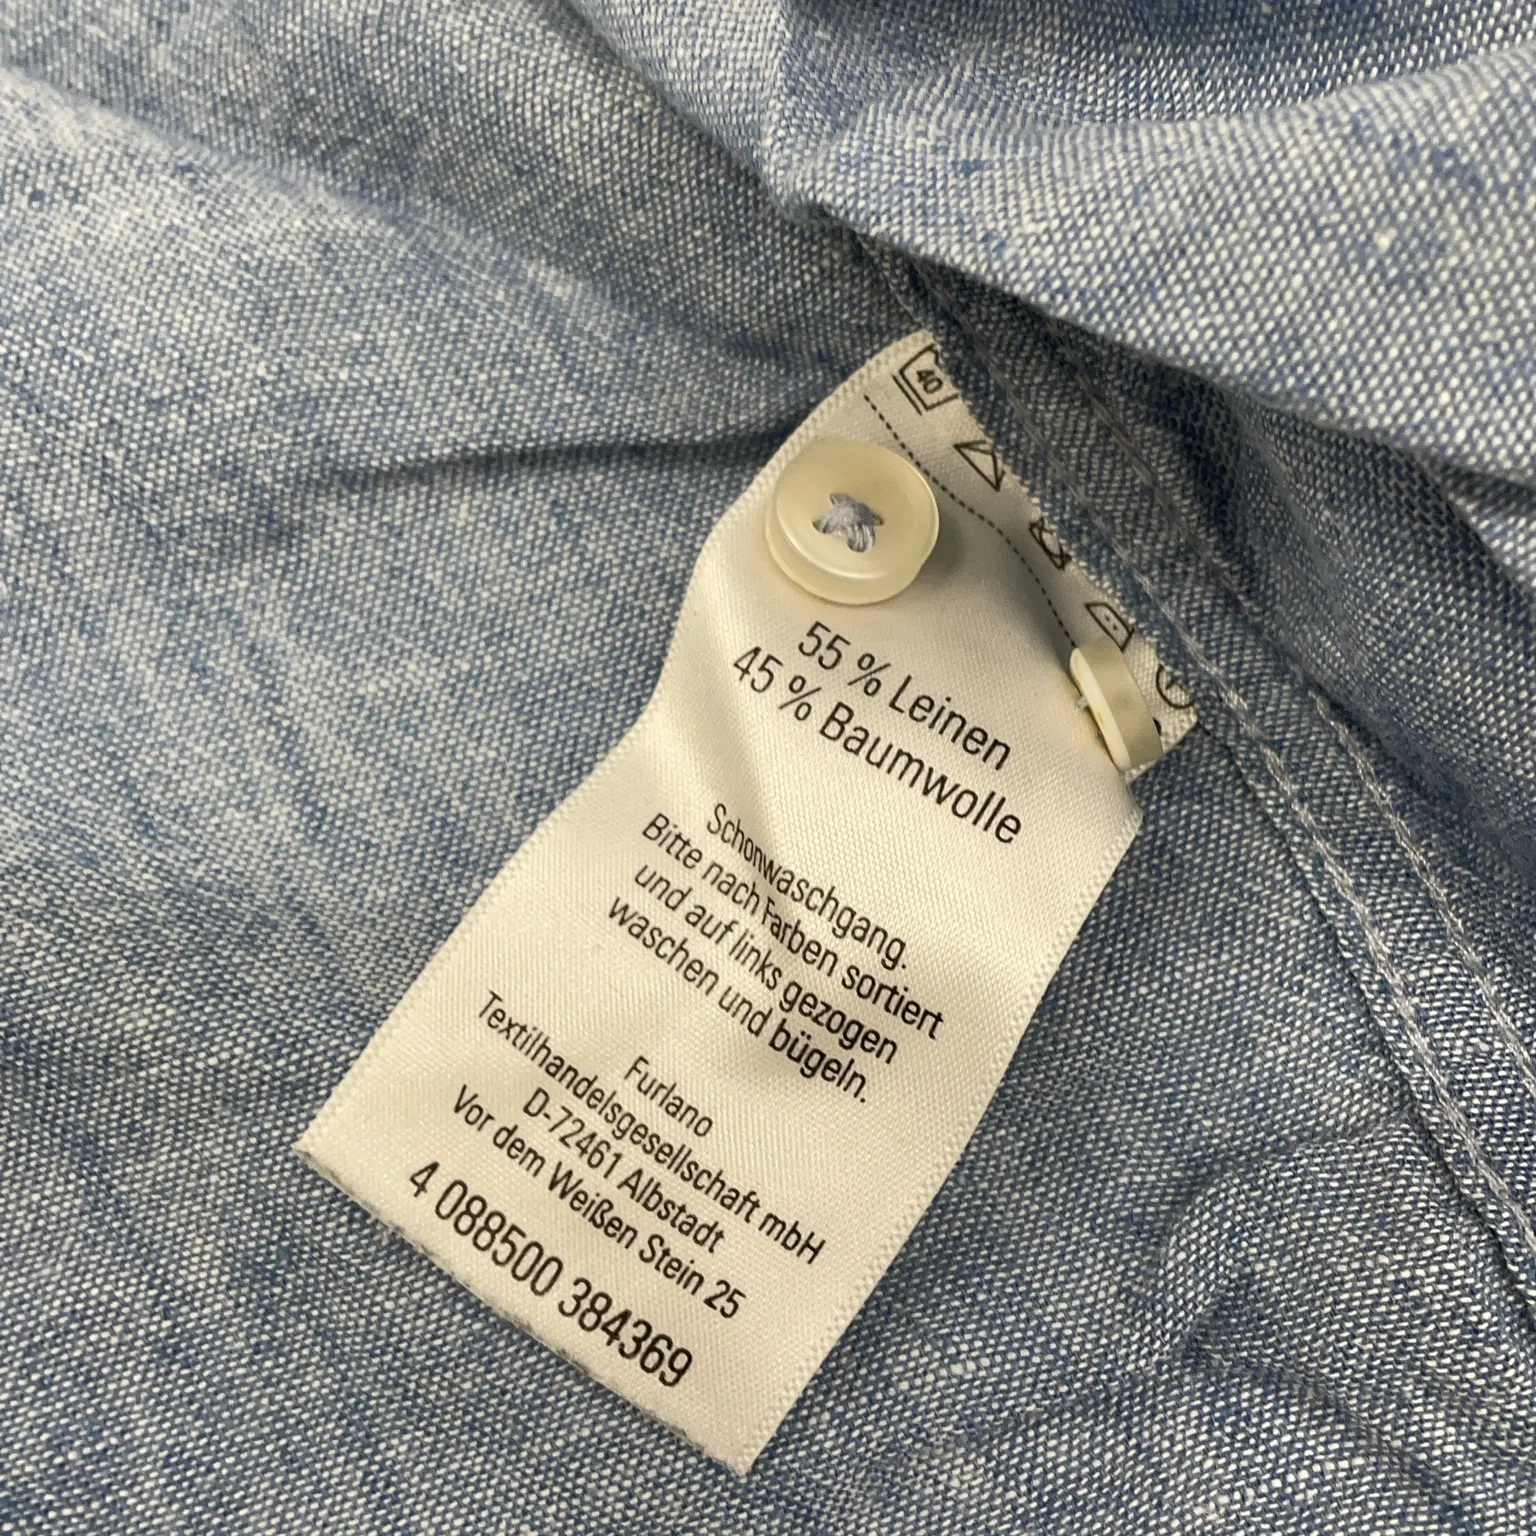 40
55 % Leinen
45 % Baumwolle
Schonwaschgang.
Bitte nach Farben sortiert
und auf links gezogen
waschen und bügeln.
Furlano
Textilhandelsgesellschaft mbH
D-72461 Albstadt
Vor dem Weißen Stein 25
4 088500 384369